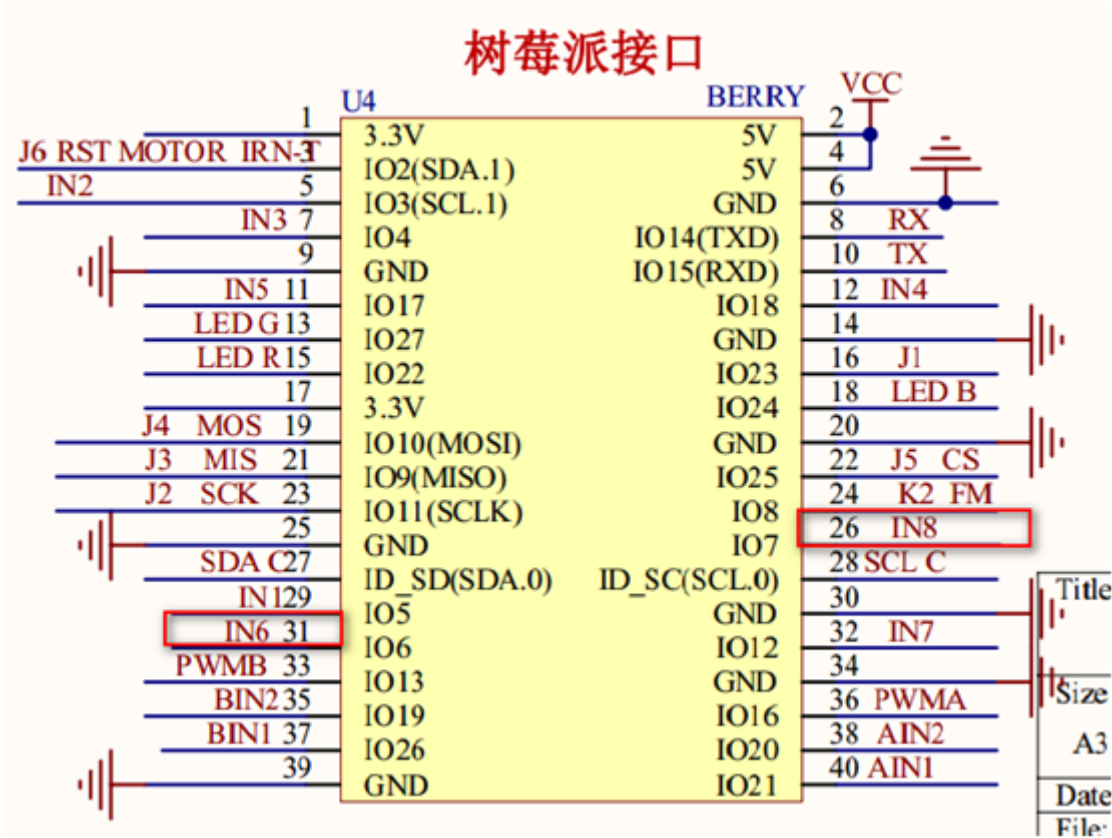 树莓派接口
U4 BERRY VCC
1 3.3V 5V 2
J6 RST MOTOR IRN-T 3 IO2(SDA.1) 5V 4
IN2 5 IO3(SCL.1) GND 6
IN3 7 IO4 IO14(TXD) 8 RX
9 GND IO15(RXD) 10 TX
IN5 11 IO17 IO18 12 IN4
LED G 13 IO27 GND 14
LED R 15 IO22 IO23 16 J1
17 3.3V IO24 18 LED B
J4 MOS 19 IO10(MOSI) GND 20
J3 MIS 21 IO9(MISO) IO25 22 J5 CS
J2 SCK 23 IO11(SCLK) IO8 24 K2 FM
25 GND IO7 26 IN8
SDA C 27 ID_SD(SDA.0) ID_SC(SCL.0) 28 SCL C
IN1 29 IO5 GND 30
IN6 31 IO6 IO12 32 IN7
PWMB 33 IO13 GND 34
BIN2 35 IO19 IO16 36 PWMA
BIN1 37 IO26 IO20 38 AIN2
39 GND IO21 40 AIN1
Title
Size
A3
Date
File: